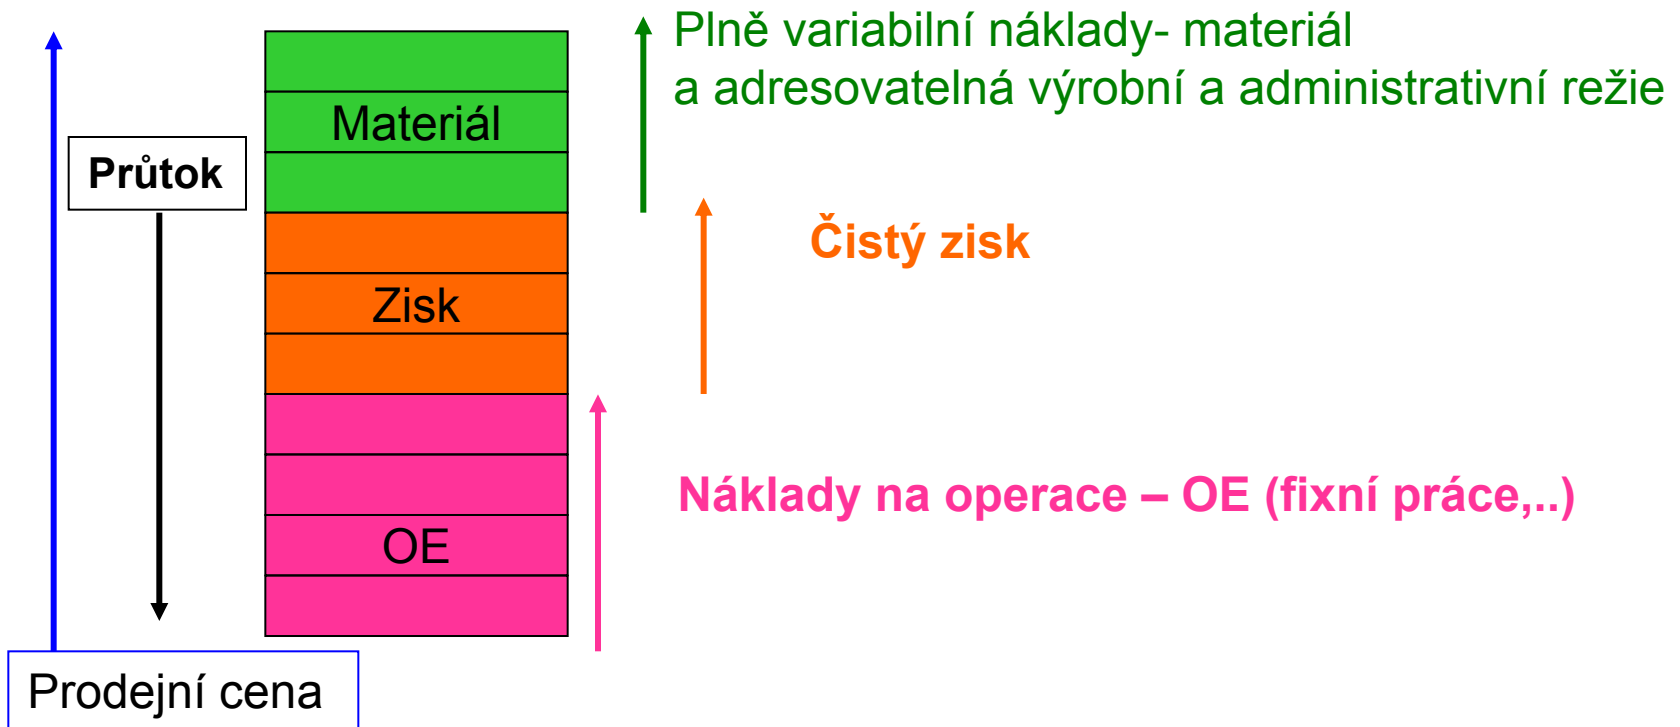 Plně variabilní náklady- materiál
a adresovatelná výrobní a administrativní režie
Materiál
Průtok
Čistý zisk
Zisk
Náklady na operace – OE (fixní práce,..)
OE
Prodejní cena